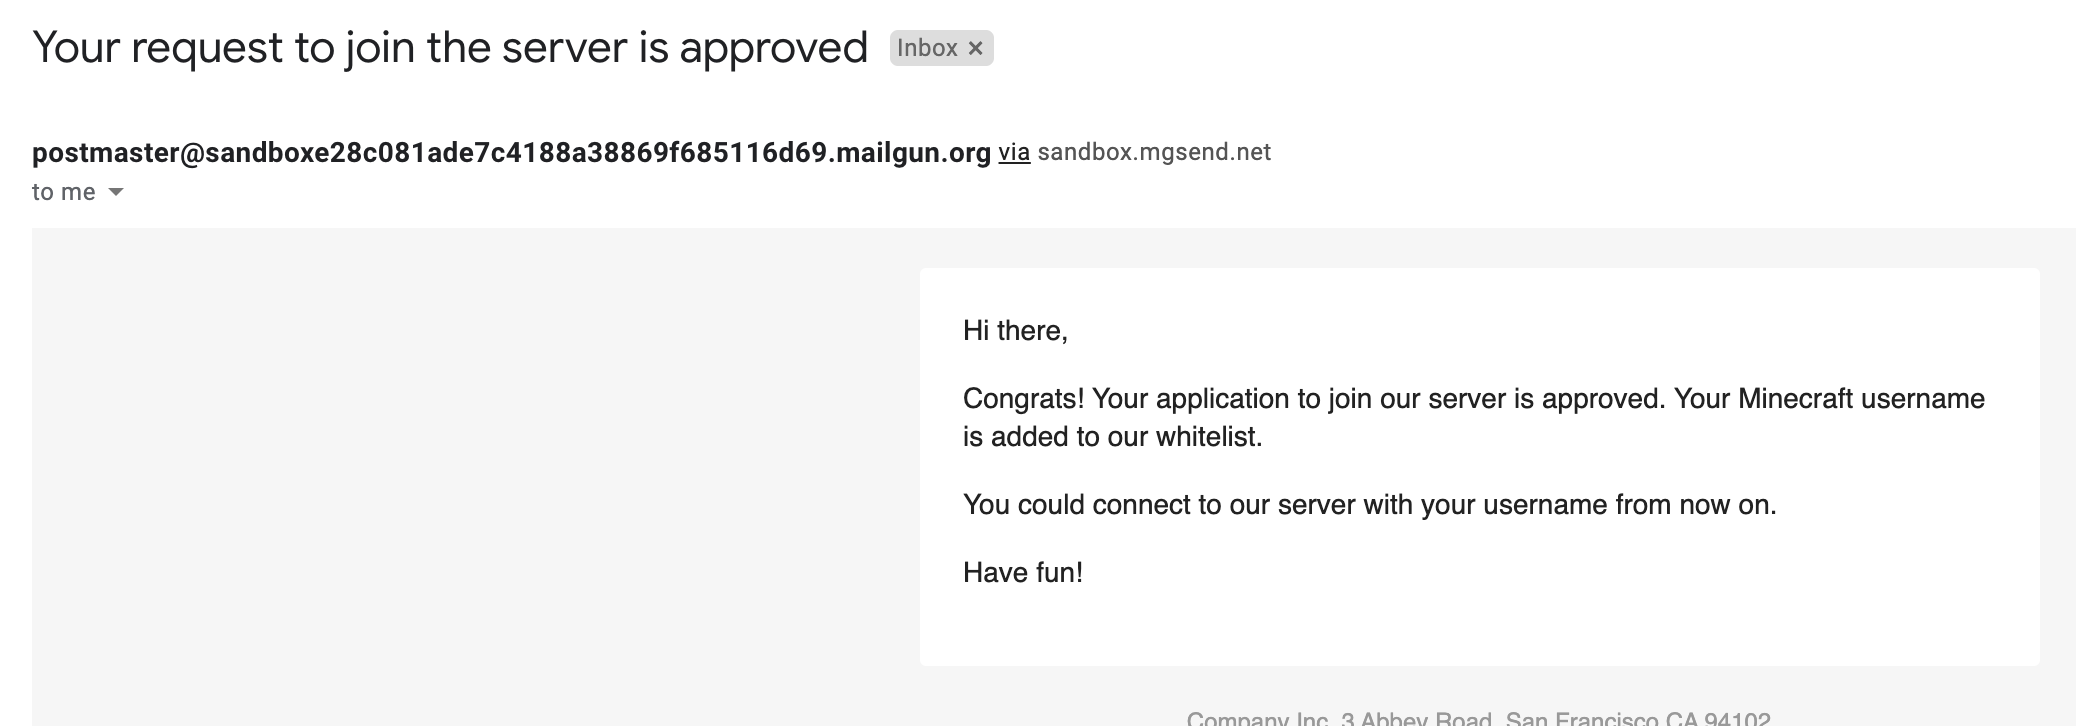 Your request to join the server is approved Inbox ×
postmaster@sandboxe28c081ade7c4188a38869f685116d69.mailgun.org via sandbox.mgsend.net
to me
Hi there,
Congrats! Your application to join our server is approved. Your Minecraft username
is added to our whitelist.
You could connect to our server with your username from now on.
Have fun!
Company Inc, 3 Abbey Road, San Francisco CA 94102